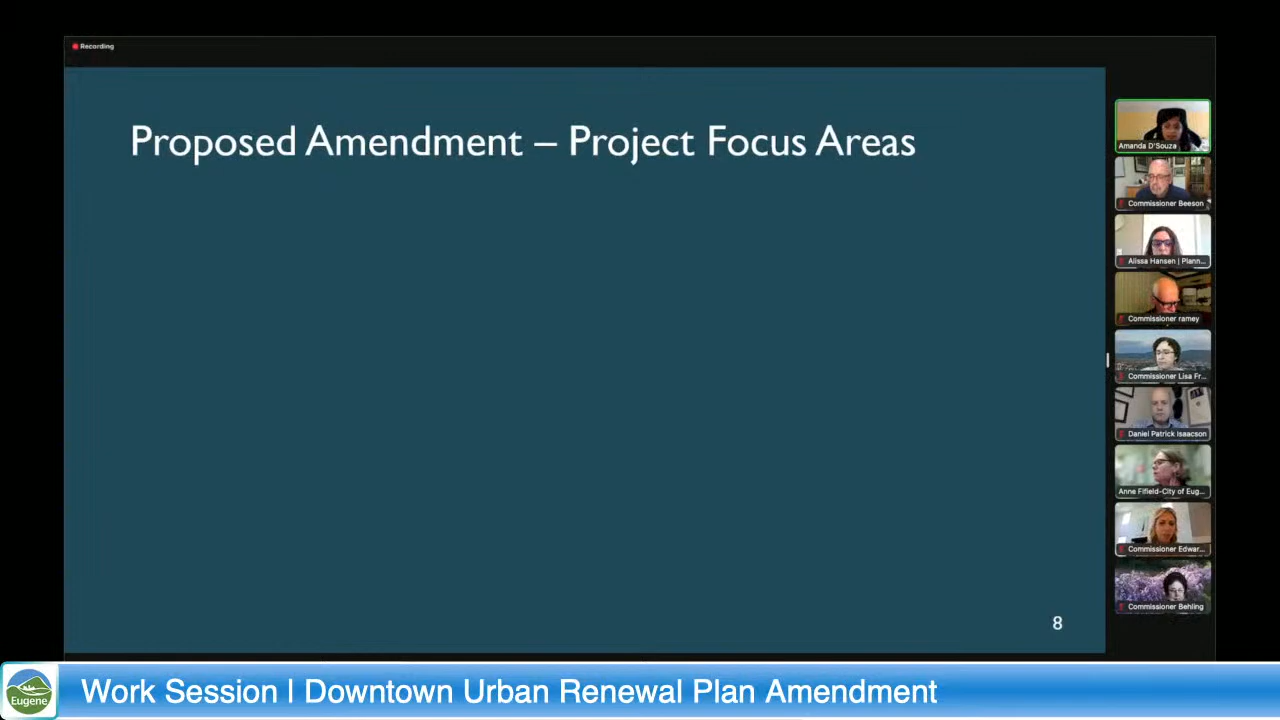 Recording
Proposed Amendment – Project Focus Areas
Amanda D'Souza
Commissioner Beeson
Alissa Hansen | Plann...
Commissioner ramey
Commissioner Lisa Fr...
Daniel Patrick Isaacson
Anne Fifield-City of Eug...
Commissioner Edwar...
Commissioner Behling
8
Eugene
Work Session | Downtown Urban Renewal Plan Amendment